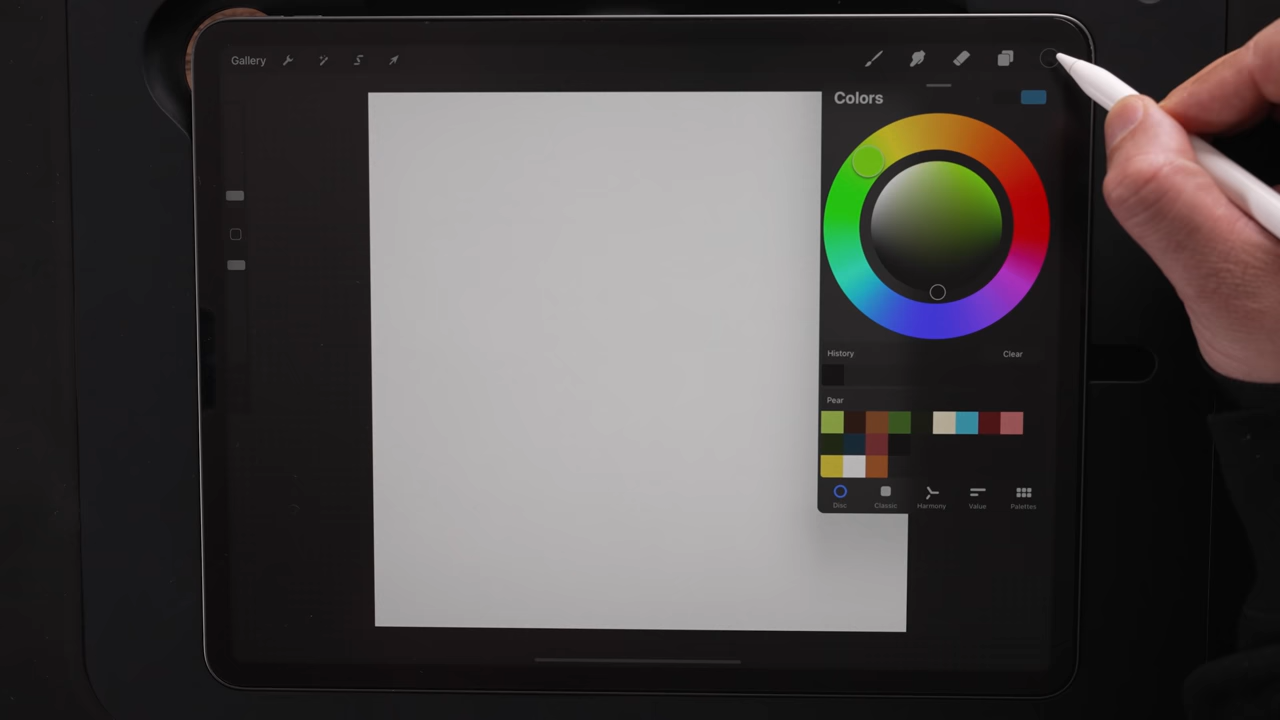 Gallery
Colors
History Clear
Pear
Disc Classic Harmony Value Palettes